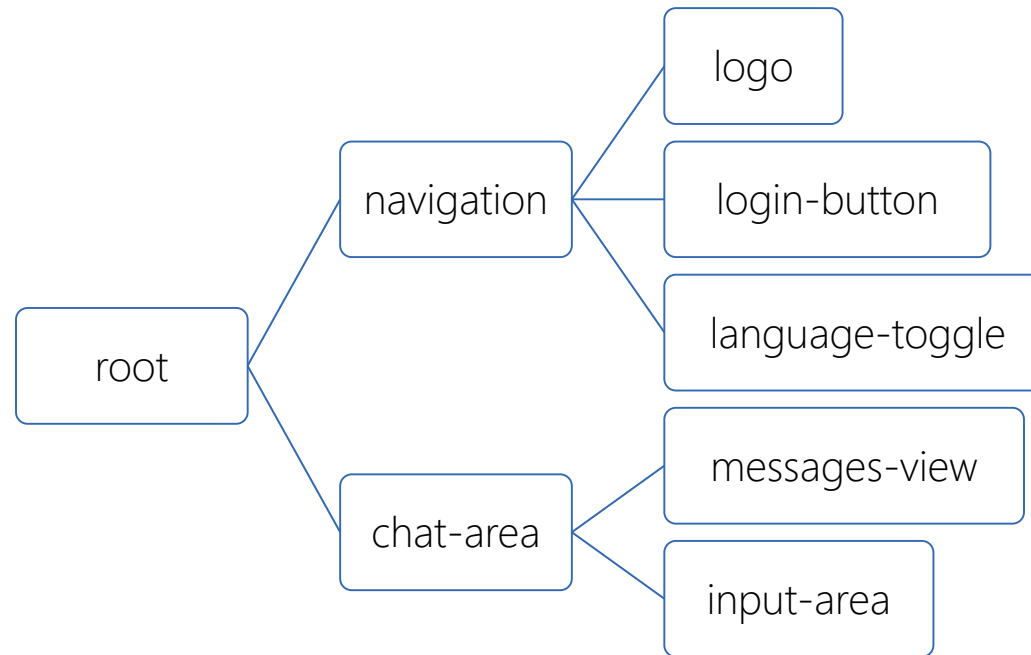 root
navigation
logo
login-button
language-toggle
chat-area
messages-view
input-area